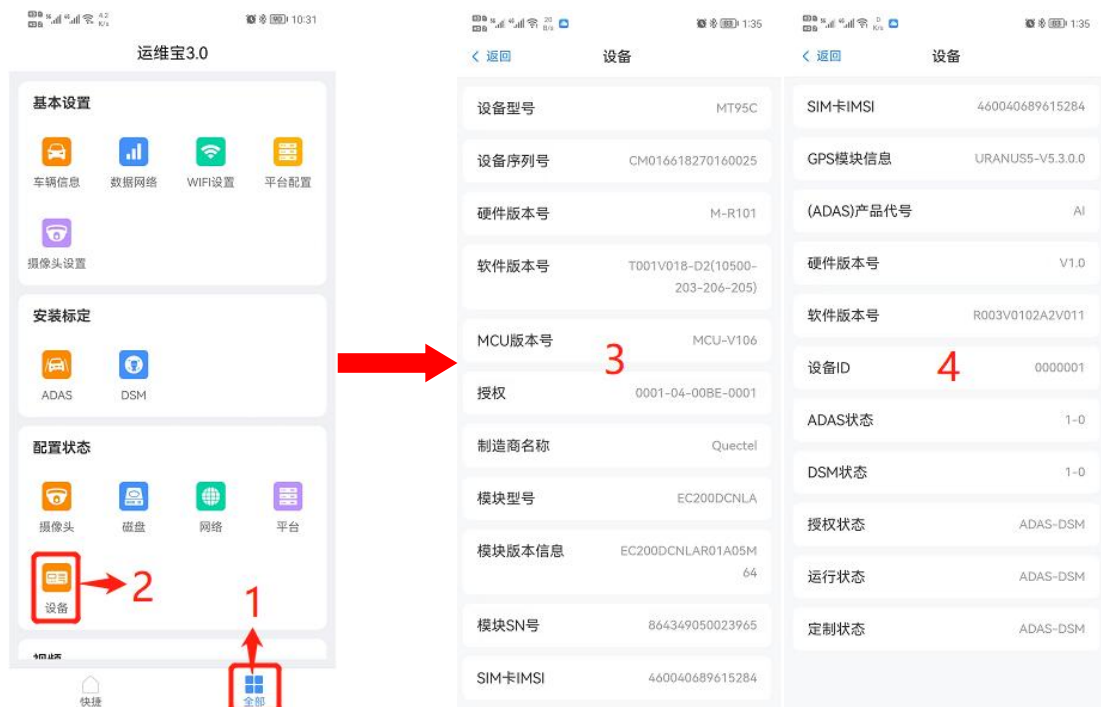 10:31
运维宝3.0
基本设置
车辆信息
数据网络
WIFI设置
平台配置
摄像头设置
安装标定
ADAS
DSM
配置状态
摄像头
磁盘
网络
平台
设备
2
1
快捷
全部
1:35
返回
设备
设备型号
MT95C
设备序列号
CM016618270160025
硬件版本号
M-R101
软件版本号
T001V018-D2(10500-
203-206-205)
MCU版本号
MCU-V106
3
授权
0001-04-00BE-0001
制造商名称
Quectel
模块型号
EC200DCNLA
模块版本信息
EC200DCNLAR01A05M
64
模块SN号
864349050023965
SIM卡IMSI
460040689615284
1:35
返回
设备
SIM卡IMSI
460040689615284
GPS模块信息
URANUS5-V5.3.0.0
(ADAS)产品代号
AI
硬件版本号
V1.0
软件版本号
R003V0102A2V011
设备ID
0000001
4
ADAS状态
1-0
DSM状态
1-0
授权状态
ADAS-DSM
运行状态
ADAS-DSM
定制状态
ADAS-DSM